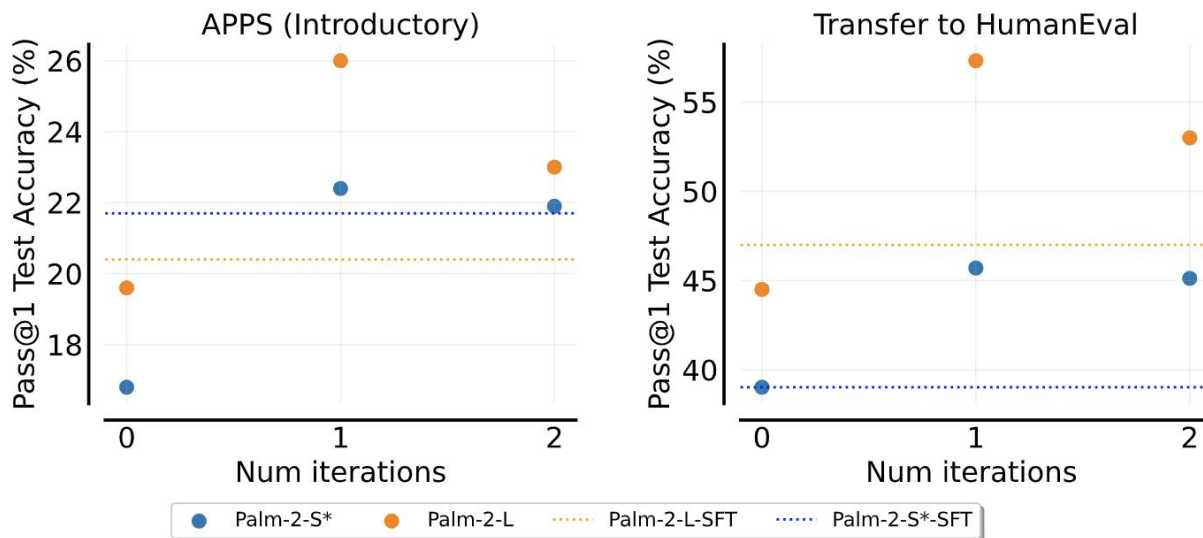 APPS (Introductory)
Pass@1 Test Accuracy (%)
26
24
22
20
18
0 1 2
Num iterations
Transfer to HumanEval
Pass@1 Test Accuracy (%)
55
50
45
40
0 1 2
Num iterations
Palm-2-S* Palm-2-L Palm-2-L-SFT Palm-2-S*-SFT